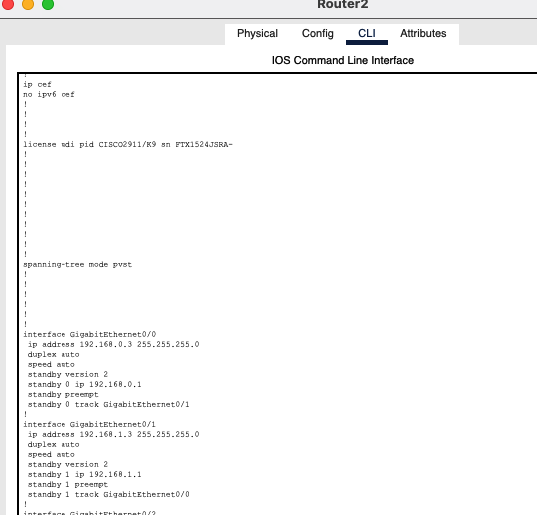 Router2
Physical Config CLI Attributes
IOS Command Line Interface
!
ip cef
no ipv6 cef
!
!
!
!
license udi pid CISCO2911/K9 sn FTX1524JSRA-
!
!
!
!
!
!
!
!
!
!
!
spanning-tree mode pvst
!
!
!
!
!
!
interface GigabitEthernet0/0
ip address 192.168.0.3 255.255.255.0
duplex auto
speed auto
standby version 2
standby 0 ip 192.168.0.1
standby preempt
standby 0 track GigabitEthernet0/1
!
interface GigabitEthernet0/1
ip address 192.168.1.3 255.255.255.0
duplex auto
speed auto
standby version 2
standby 1 ip 192.168.1.1
standby 1 preempt
standby 1 track GigabitEthernet0/0
!
interface GigabitEthernet0/2